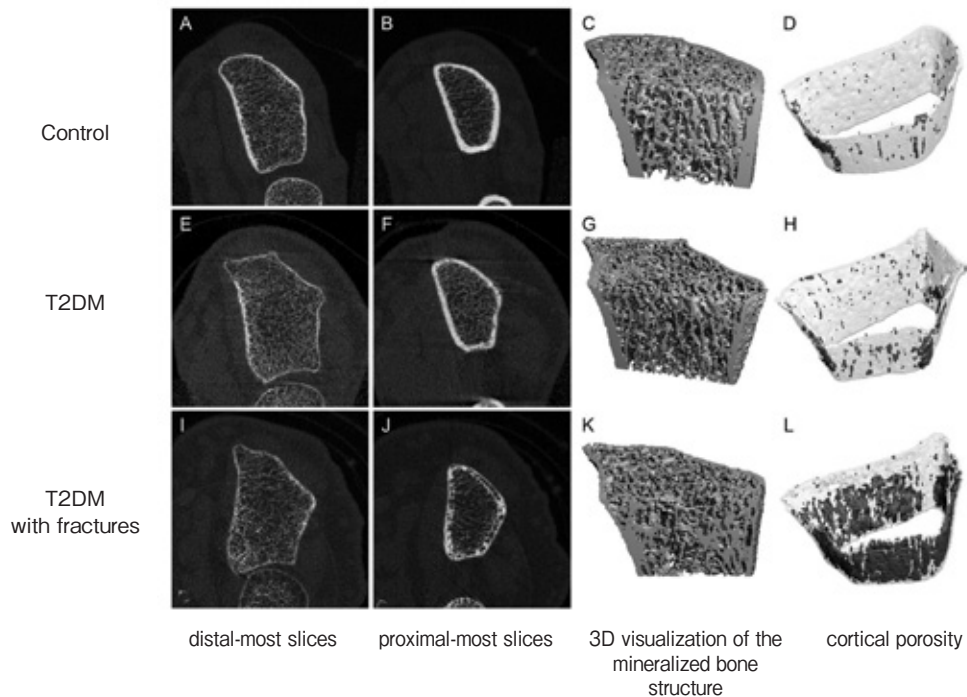 A
B
C
D
Control
E
F
G
H
T2DM
I
J
K
L
T2DM
with fractures
distal-most slices
proximal-most slices
3D visualization of the
mineralized bone
structure
cortical porosity